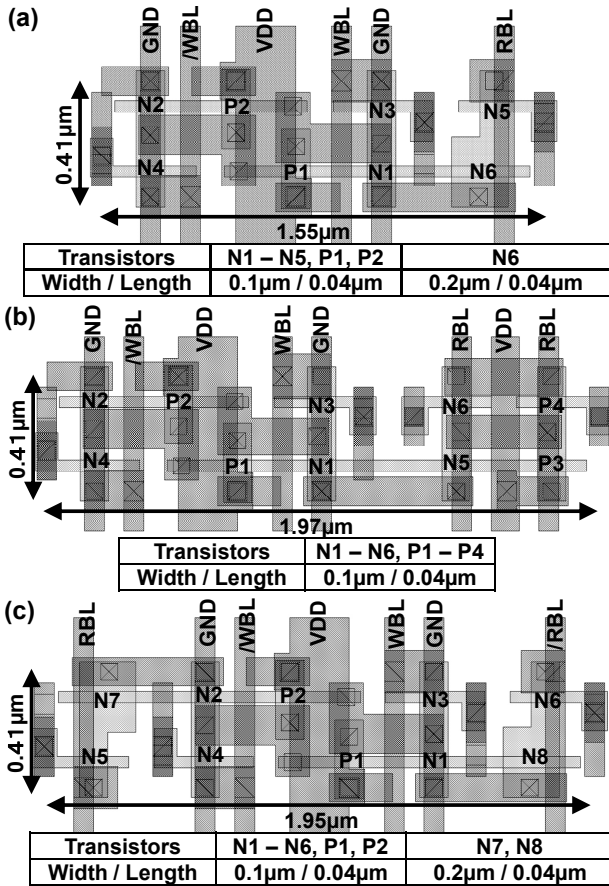 (a)
GND /WBL VDD WBL GND RBL
N2 P2 N3 N5
0.41µm
N4 P1 N1 N6
1.55µm
Transistors N1 – N5, P1, P2 N6
Width / Length 0.1µm / 0.04µm 0.2µm / 0.04µm
(b)
GND /WBL VDD WBL GND RBL VDD RBL
N2 P2 N3 N6 P4
0.41µm
N4 P1 N1 N5 P3
1.97µm
Transistors N1 – N6, P1 – P4
Width / Length 0.1µm / 0.04µm
(c)
RBL GND /WBL VDD WBL GND /RBL
N7 N2 P2 N3 N6
0.41µm
N5 N4 P1 N1 N8
1.95µm
Transistors N1 – N6, P1, P2 N7, N8
Width / Length 0.1µm / 0.04µm 0.2µm / 0.04µm